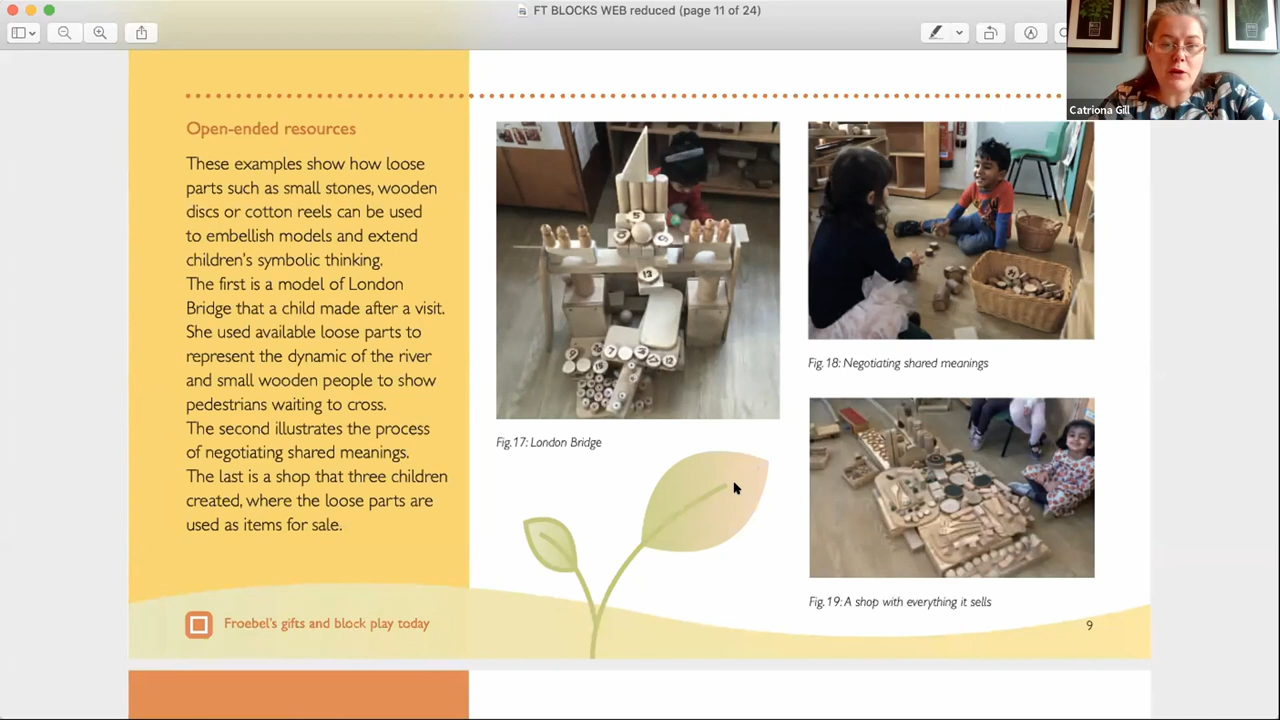 FT BLOCKS WEB reduced (page 11 of 24)
Catriona Gill
Open-ended resources
These examples show how loose
parts such as small stones, wooden
discs or cotton reels can be used
to embellish models and extend
children's symbolic thinking.
The first is a model of London
Bridge that a child made after a visit.
She used available loose parts to
represent the dynamic of the river
and small wooden people to show
pedestrians waiting to cross.
The second illustrates the process
of negotiating shared meanings.
The last is a shop that three children
created, where the loose parts are
used as items for sale.
Fig.17: London Bridge
Fig.18: Negotiating shared meanings
Fig.19: A shop with everything it sells
Froebel's gifts and block play today
9